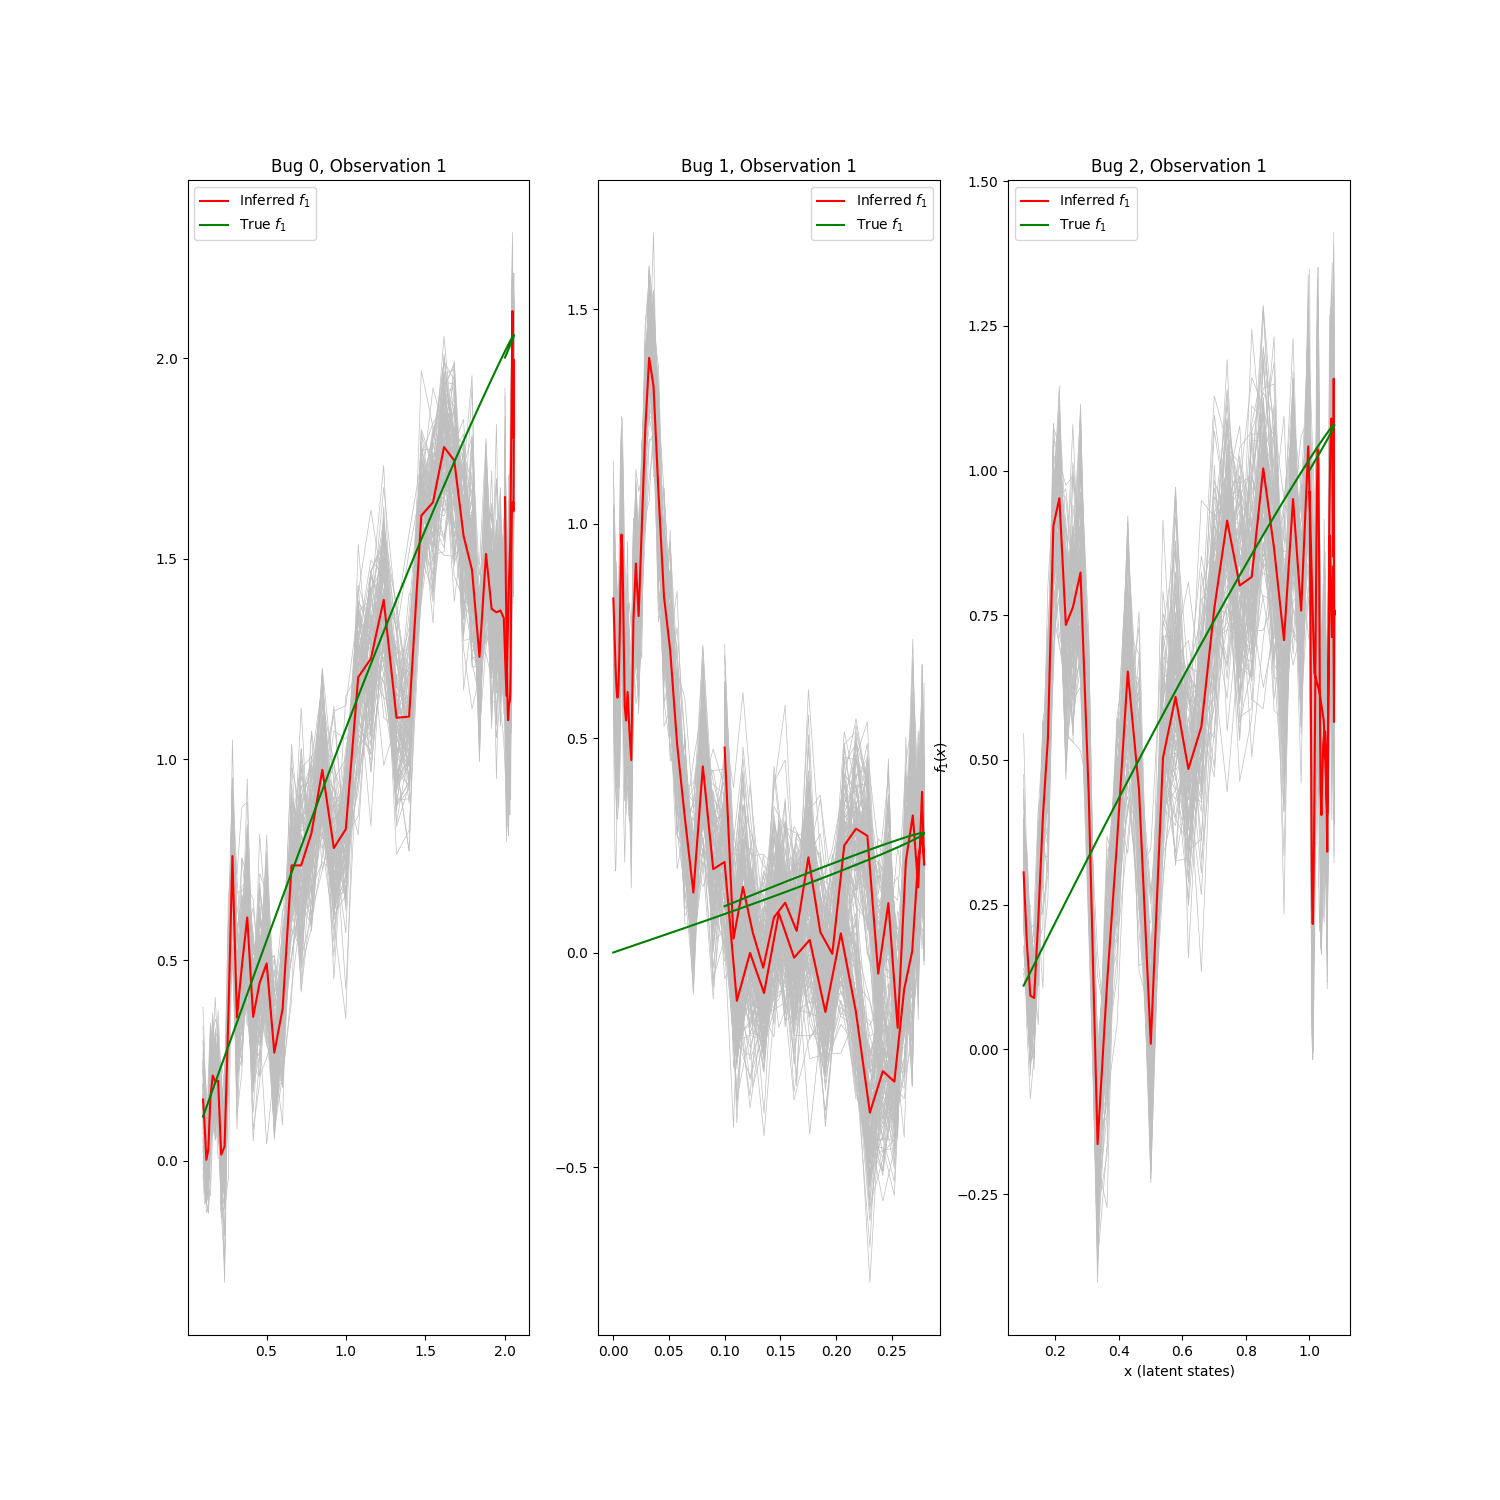 Bug 0, Observation 1
Inferred f₁
True f₁
2.0
1.5
1.0
0.5
0.0
0.5 1.0 1.5 2.0
Bug 1, Observation 1
Inferred f₁
True f₁
1.5
1.0
0.5
0.0
−0.5
0.00 0.05 0.10 0.15 0.20 0.25
Bug 2, Observation 1
Inferred f₁
True f₁
f₁(x)
1.50
1.25
1.00
0.75
0.50
0.25
0.00
−0.25
0.2 0.4 0.6 0.8 1.0
x (latent states)